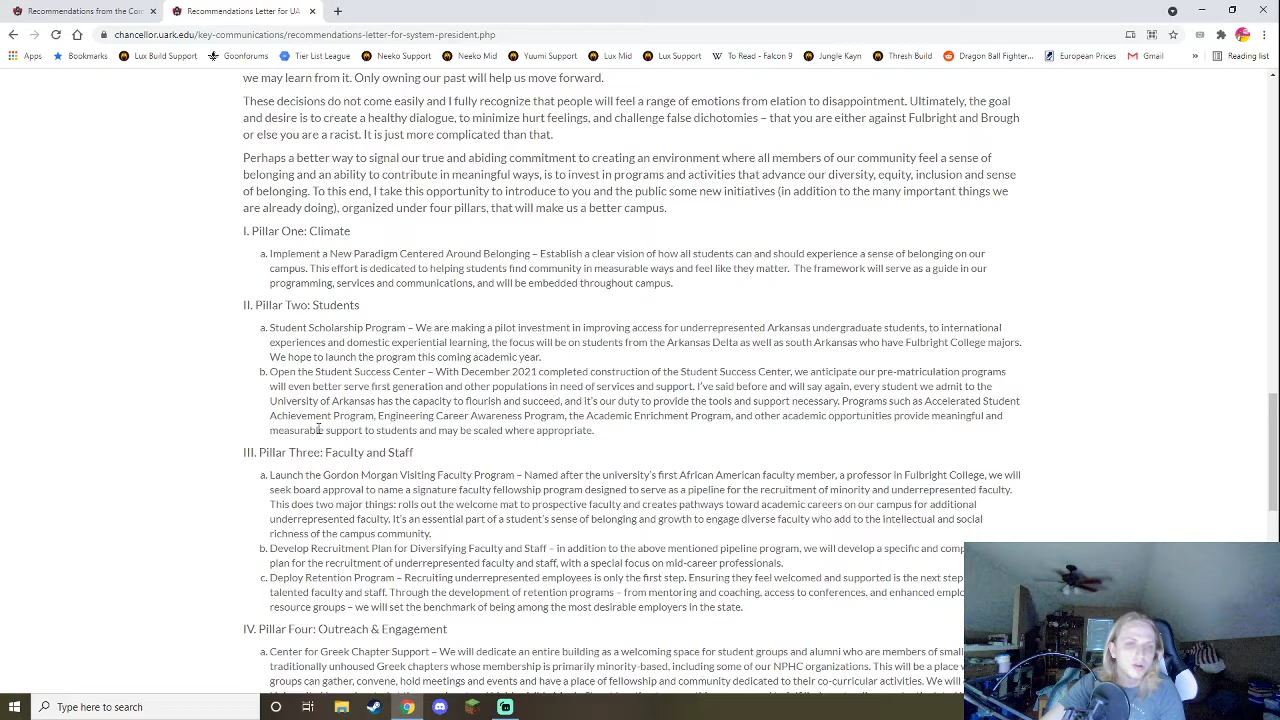 Recommendations from the Com
Recommendations Letter for UA
chancellor.uark.edu/key-communications/recommendations-letter-for-system-president.php
Apps Bookmarks Lux Build Support Goonforums Tier List League Neeko Support Neeko Mid Yuumi Support Lux Mid To Read - Falcon 9 Lux Support Jungle Kayn Thresh Build Dragon Ball Fighter... European Prices Gmail » Reading list
we may learn from it. Only owning our past will help us move forward.
These decisions do not come easily and I fully recognize that people will feel a range of emotions from elation to disappointment. Ultimately, the goal
and desire is to create a healthy dialogue, to minimize hurt feelings, and challenge false dichotomies – that you are either against Fulbright and Brough
or else you are a racist. It is just more complicated than that.
Perhaps a better way to signal our true and abiding commitment to creating an environment where all members of our community feel a sense of
belonging and an ability to contribute in meaningful ways, is to invest in programs and activities that advance our diversity, equity, inclusion and sense
of belonging. To this end, I take this opportunity to introduce to you and the public some new initiatives (in addition to the many important things we
are already doing), organized under four pillars, that will make us a better campus.
I. Pillar One: Climate
a. Implement a New Paradigm Centered Around Belonging – Establish a clear vision of how all students can and should experience a sense of belonging on our
campus. This effort is dedicated to helping students find community in measurable ways and feel like they matter. The framework will serve as a guide in our
programming, services and communications, and will be embedded throughout campus.
II. Pillar Two: Students
a. Student Scholarship Program – We are making a pilot investment in improving access for underrepresented Arkansas undergraduate students, to international
experiences and domestic experiential learning, the focus will be on students from the Arkansas Delta as well as south Arkansas who have Fulbright College majors.
We hope to launch the program this coming academic year.
b. Open the Student Success Center – With December 2021 completed construction of the Student Success Center, we anticipate our pre-matriculation programs
will even better serve first generation and other populations in need of services and support. I've said before and will say again, every student we admit to the
University of Arkansas has the capacity to flourish and succeed, and it's our duty to provide the tools and support necessary. Programs such as Accelerated Student
Achievement Program, Engineering Career Awareness Program, the Academic Enrichment Program, and other academic opportunities provide meaningful and
measurable support to students and may be scaled where appropriate.
III. Pillar Three: Faculty and Staff
a. Launch the Gordon Morgan Visiting Faculty Program – Named after the university's first African American faculty member, a professor in Fulbright College, we will
seek board approval to name a signature faculty fellowship program designed to serve as a pipeline for the recruitment of minority and underrepresented faculty.
This does two major things: rolls out the welcome mat to prospective faculty and creates pathways toward academic careers on our campus for additional
underrepresented faculty. It's an essential part of a student's sense of belonging and growth to engage diverse faculty who add to the intellectual and social
richness of the campus community.
b. Develop Recruitment Plan for Diversifying Faculty and Staff – in addition to the above mentioned pipeline program, we will develop a specific and comp
plan for the recruitment of underrepresented faculty and staff, with a special focus on mid-career professionals.
c. Deploy Retention Program – Recruiting underrepresented employees is only the first step. Ensuring they feel welcomed and supported is the next step
talented faculty and staff. Through the development of retention programs – from mentoring and coaching, access to conferences, and enhanced emplo
resource groups – we will set the benchmark of being among the most desirable employers in the state.
IV. Pillar Four: Outreach & Engagement
a. Center for Greek Chapter Support – We will dedicate an entire building as a welcoming space for student groups and alumni who are members of small
traditionally unhoused Greek chapters whose membership is primarily minority-based, including some of our NPHC organizations. This will be a place w
groups can gather, convene, hold meetings and events and have a place of fellowship and community dedicated to their co-curricular activities. We will
Type here to search